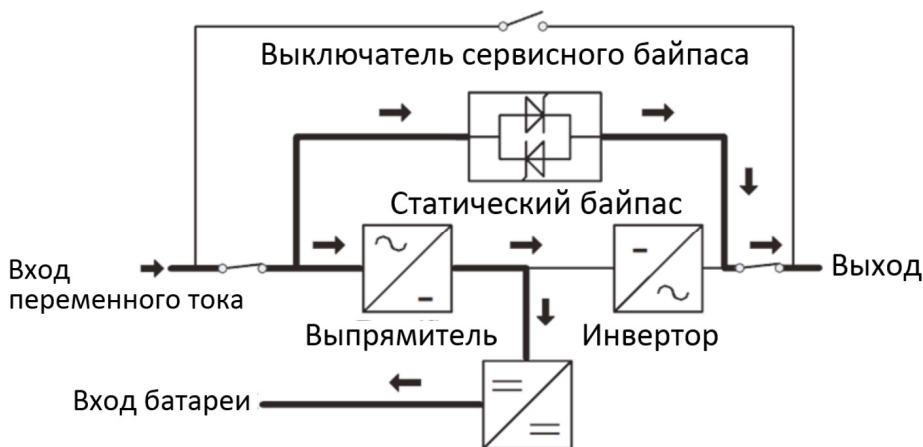 Выключатель сервисного байпаса
Статический байпас
Вход
переменного тока
Выход
Выпрямитель
Инвертор
Вход батареи